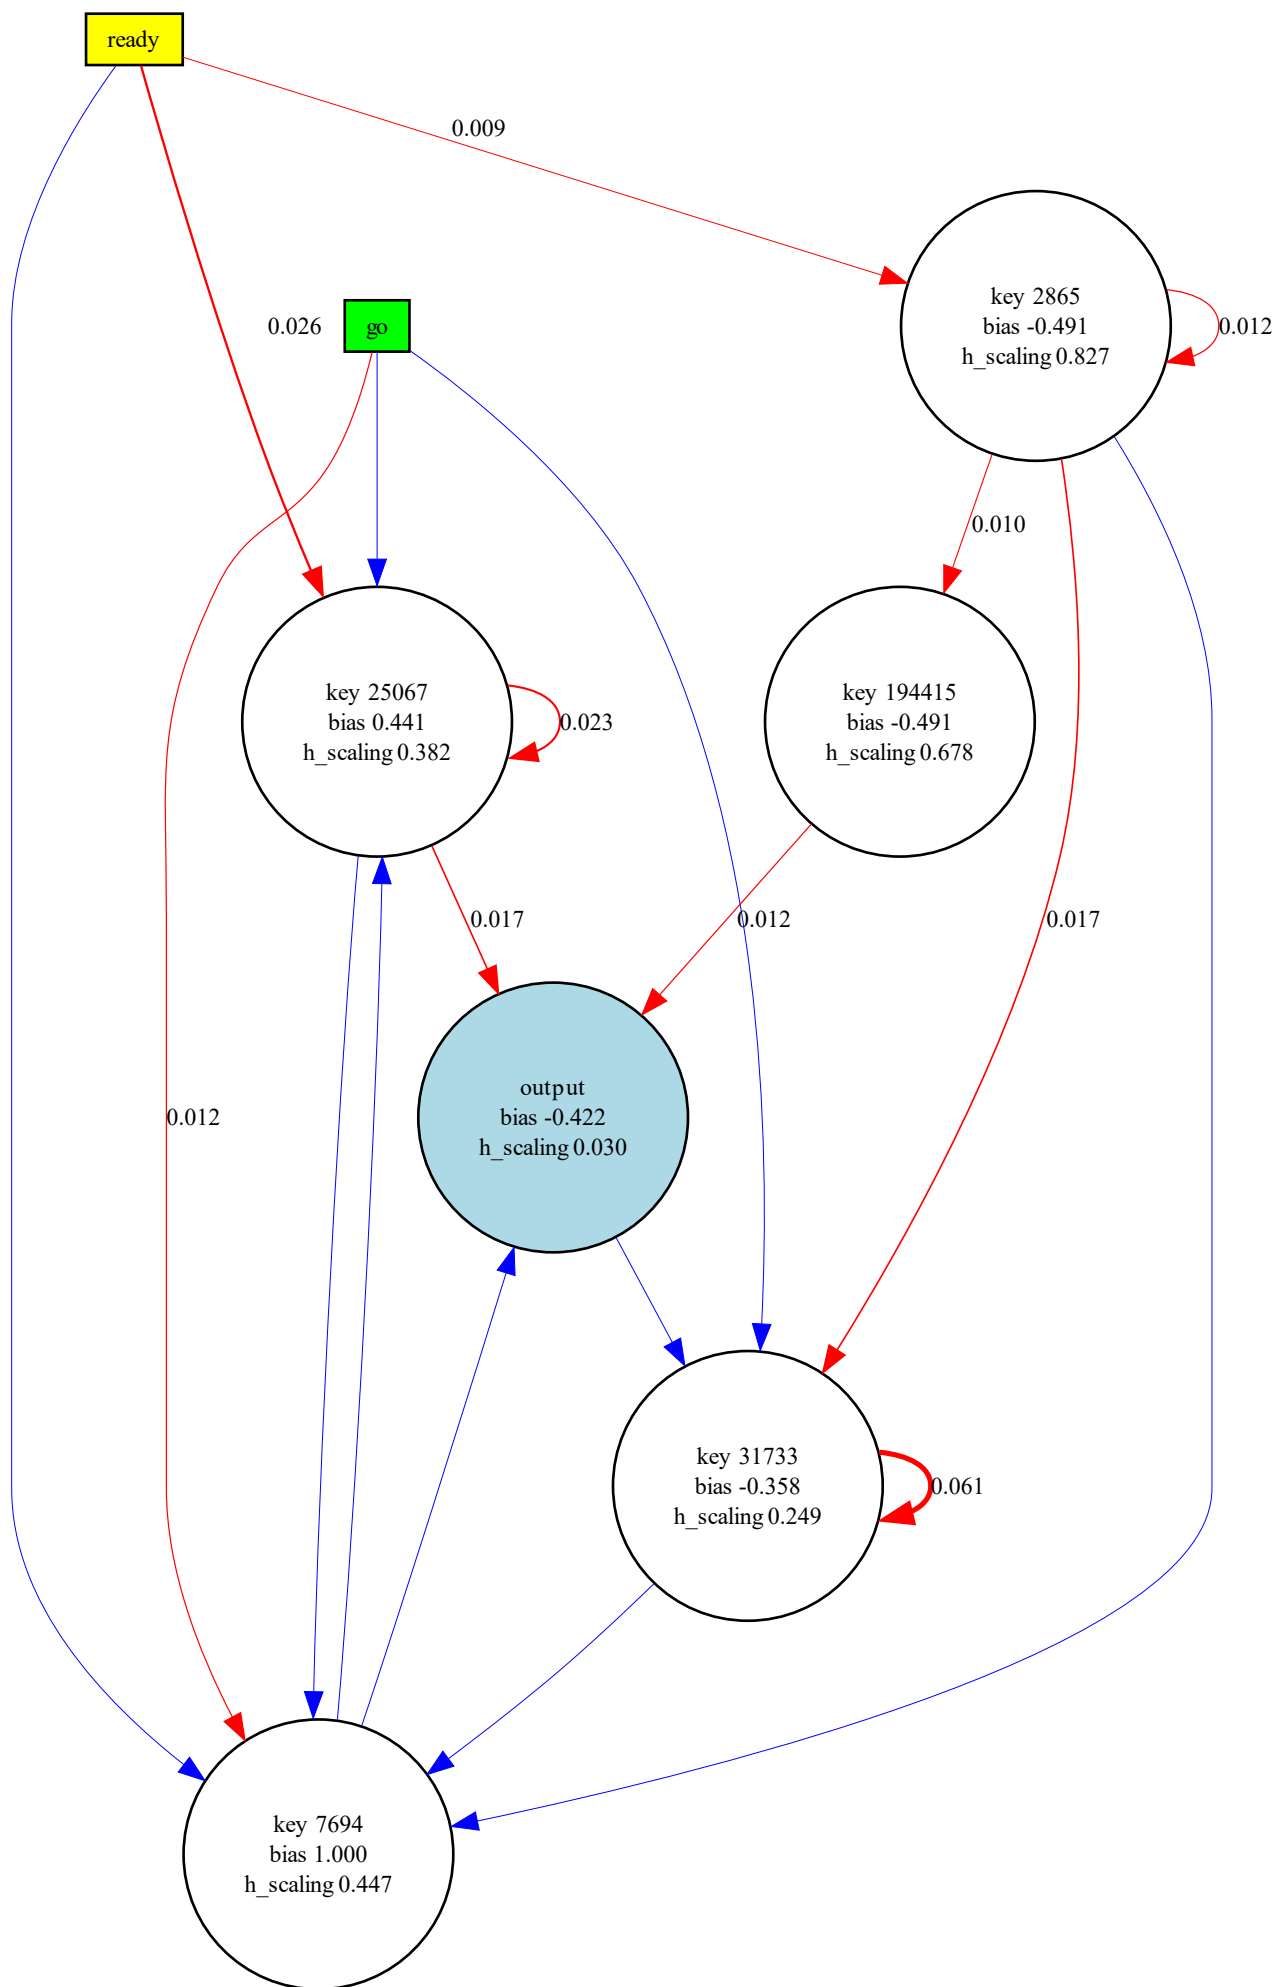 ready
0.009
key 2865
bias -0.491
h_scaling 0.827
0.012
0.026
go
0.010
key 25067
bias 0.441
h_scaling 0.382
0.023
key 194415
bias -0.491
h_scaling 0.678
0.017
0.012
0.017
output
bias -0.422
h_scaling 0.030
0.012
key 31733
bias -0.358
h_scaling 0.249
0.061
key 7694
bias 1.000
h_scaling 0.447